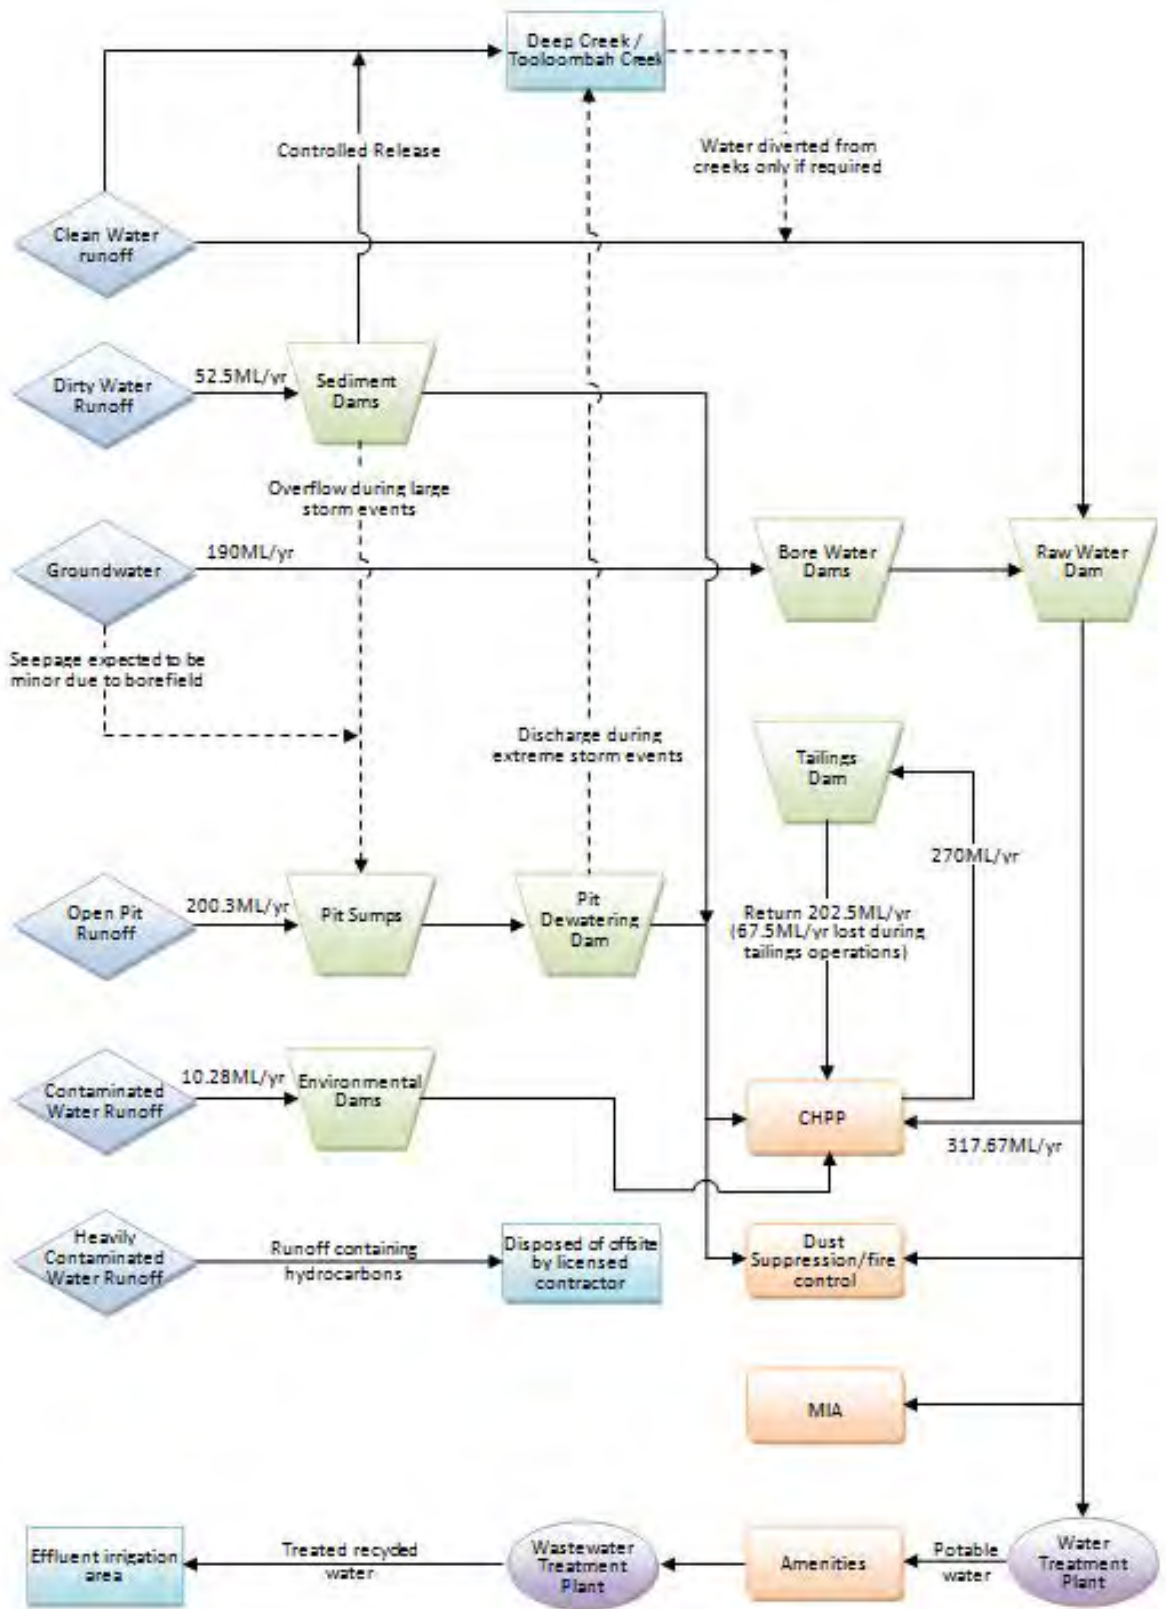 Deep Creek /
Tooloombah Creek
Controlled Release
Water diverted from
creeks only if required
Clean Water
runoff
Dirty Water
Runoff
52.5ML/yr
Sediment
Dams
Overflow during large
storm events
Groundwater
190ML/yr
Bore Water
Dams
Raw Water
Dam
Seepage expected to be
minor due to borefield
Discharge during
extreme storm events
Tailings
Dam
270ML/yr
Open Pit
Runoff
200.3ML/yr
Pit Sumps
Pit
Dewatering
Dam
Return 202.5ML/yr
(67.5ML/yr lost during
tailings operations)
Contaminated
Water Runoff
10.28ML/yr
Environmental
Dams
CHPP
317.67ML/yr
Heavily
Contaminated
Water Runoff
Runoff containing
hydrocarbons
Disposed of offsite
by licensed
contractor
Dust
Suppression/fire
control
MIA
Effluent irrigation
area
Treated recycled
water
Wastewater
Treatment
Plant
Amenities
Potable
water
Water
Treatment
Plant